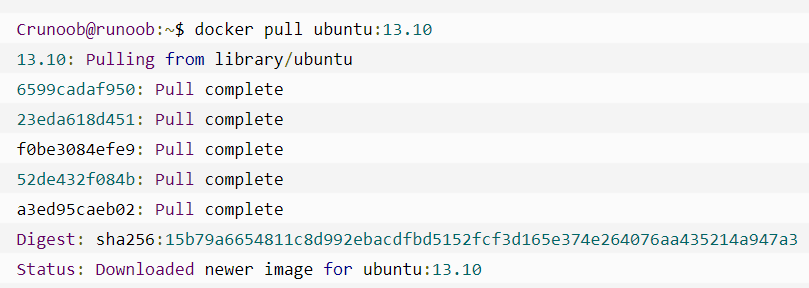 Crunoob@runoob:~$ docker pull ubuntu:13.10
13.10: Pulling from library/ubuntu
6599cadaf950: Pull complete
23eda618d451: Pull complete
f0be3084efe9: Pull complete
52de432f084b: Pull complete
a3ed95caeb02: Pull complete
Digest: sha256:15b79a6654811c8d992ebacdfbd5152fcf3d165e374e264076aa435214a947a3
Status: Downloaded newer image for ubuntu:13.10